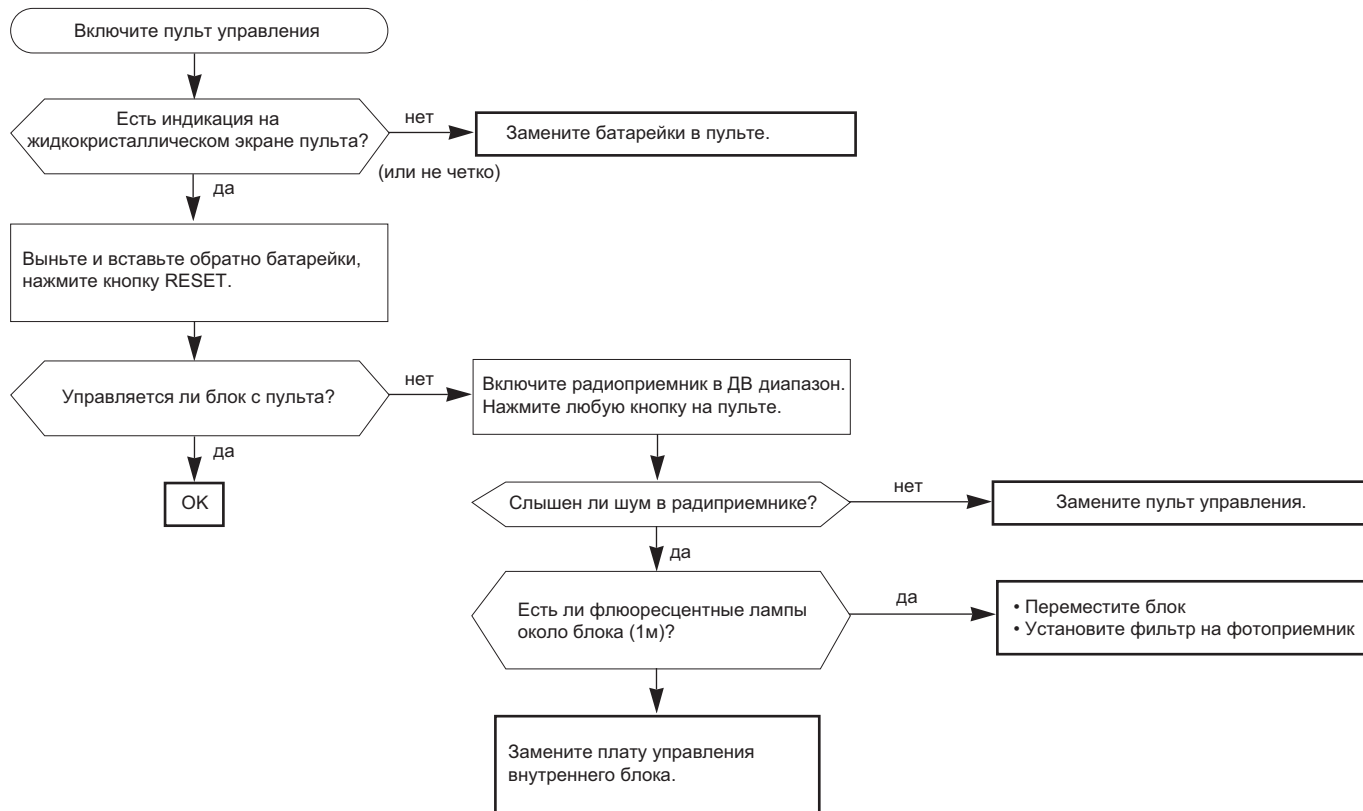 Включите пульт управления
Есть индикация на
жидкокристаллическом экране пульта?
нет
(или не четко)
Замените батарейки в пульте.
да
Выньте и вставьте обратно батарейки,
нажмите кнопку RESET.
Управляется ли блок с пульта?
нет
Включите радиоприемник в ДВ диапазон.
Нажмите любую кнопку на пульте.
да
OK
Слышен ли шум в радиприемнике?
нет
Замените пульт управления.
да
Есть ли флюоресцентные лампы
около блока (1м)?
да
• Переместите блок
• Установите фильтр на фотоприемник
Замените плату управления
внутреннего блока.